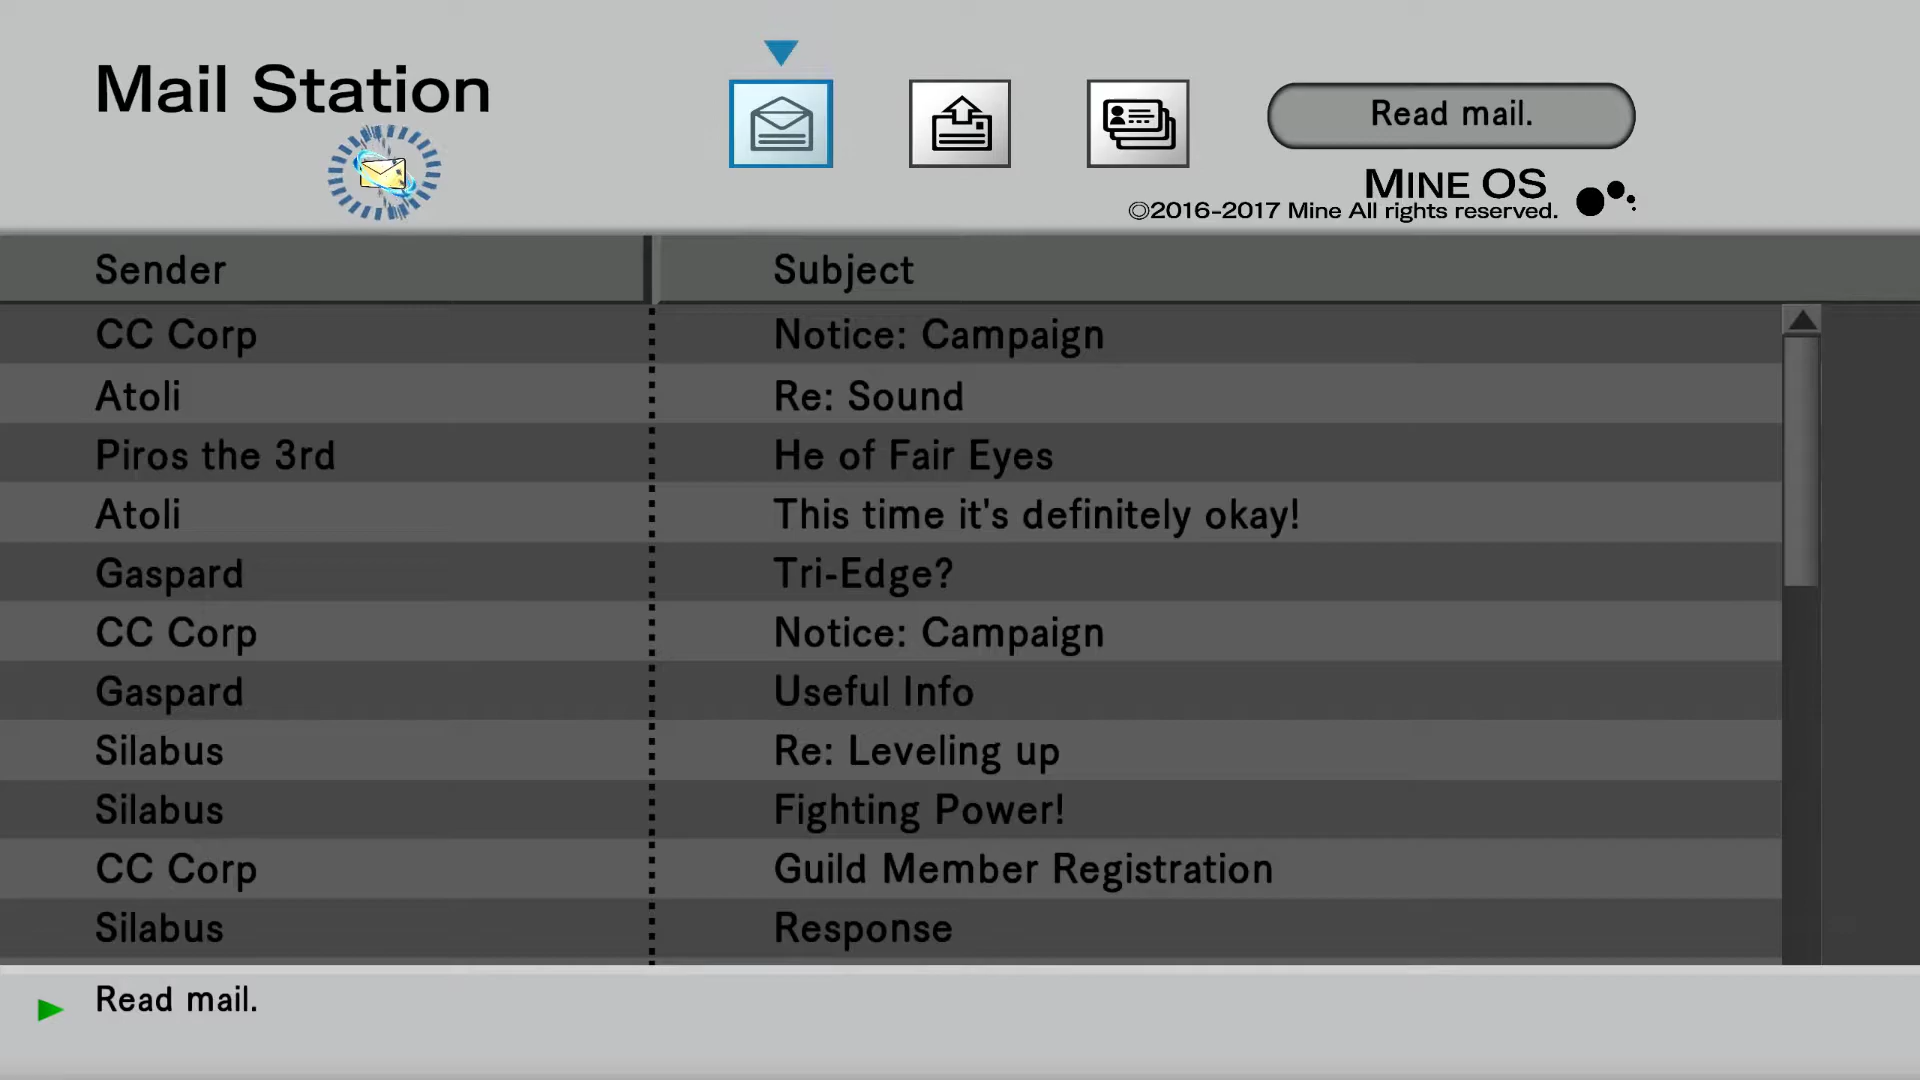 Mail Station
Read mail.
MINE OS
©2016-2017 Mine All rights reserved.
Sender Subject
CC Corp Notice: Campaign
Atoli Re: Sound
Piros the 3rd He of Fair Eyes
Atoli This time it's definitely okay!
Gaspard Tri-Edge?
CC Corp Notice: Campaign
Gaspard Useful Info
Silabus Re: Leveling up
Silabus Fighting Power!
CC Corp Guild Member Registration
Silabus Response
Read mail.